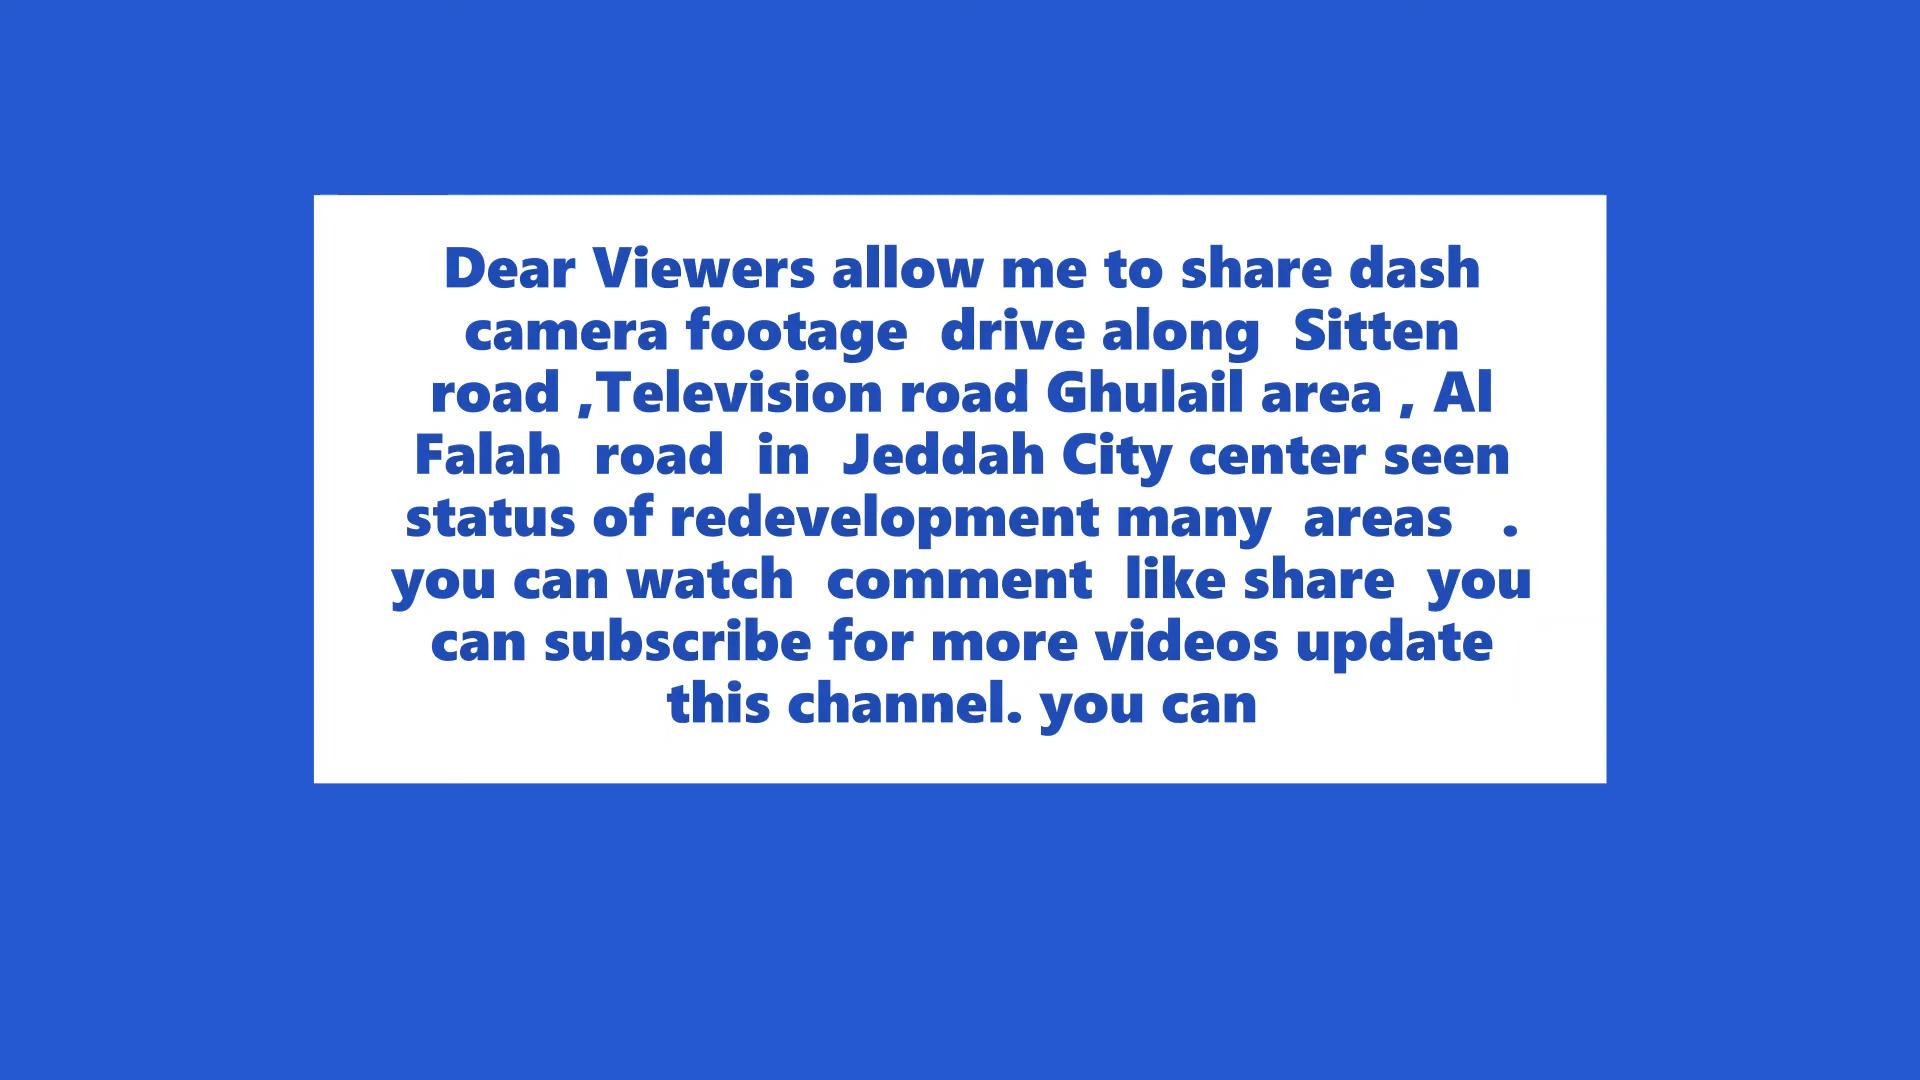 Dear Viewers allow me to share dash
camera footage  drive along  Sitten
road ,Television road Ghulail area , Al
Falah  road  in  Jeddah City center seen
status of redevelopment many  areas   .
you can watch  comment  like share  you
can subscribe for more videos update
this channel. you can